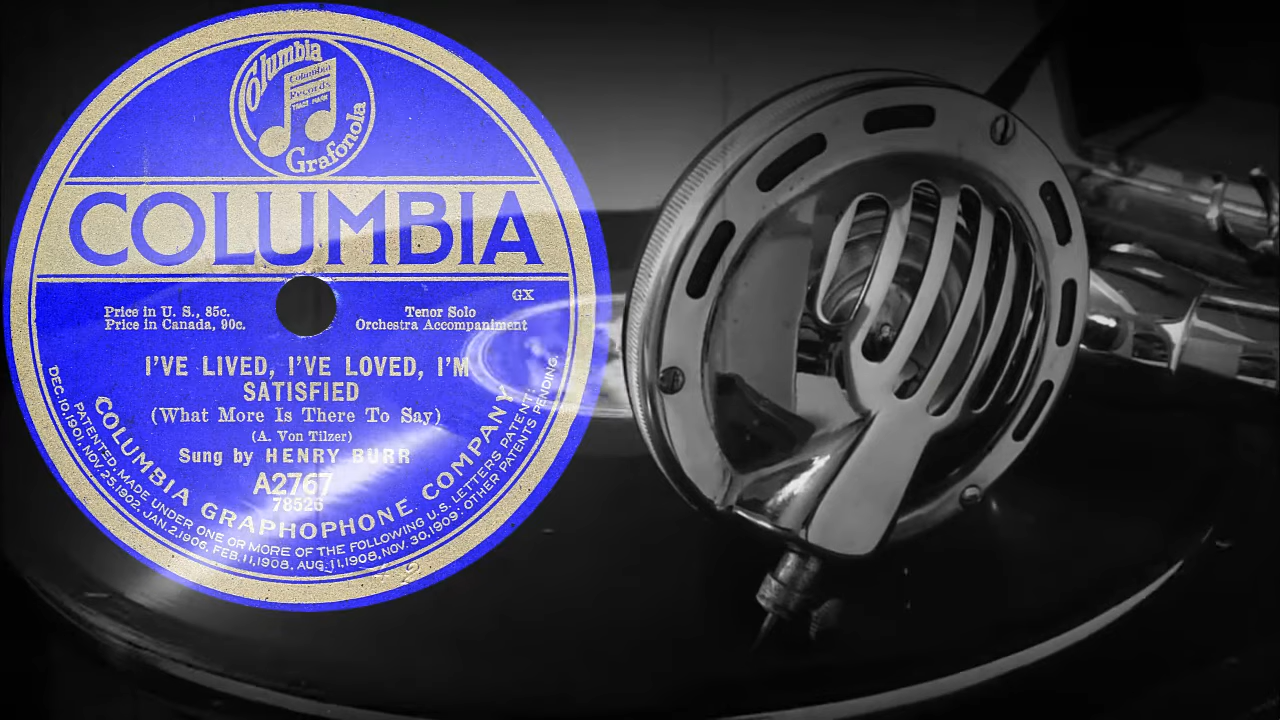 Columbia
Columbia
Records
TRADE MARK
Grafonola
COLUMBIA
GX
Price in U. S., 85c.
Price in Canada, 90c.
Tenor Solo
Orchestra Accompaniment
I'VE LIVED, I'VE LOVED, I'M
SATISFIED
(What More Is There To Say)
(A. Von Tilzer)
Sung by HENRY BURR
A2767
78526
COLUMBIA GRAPHOPHONE COMPANY
PATENTED. MADE UNDER ONE OR MORE OF THE FOLLOWING U.S. LETTERS PATENT:
DEC.10,1901, NOV.25,1902, JAN.2,1906, FEB.11,1908, AUG.11,1908, NOV.30,1909; OTHER PATENTS PENDING.